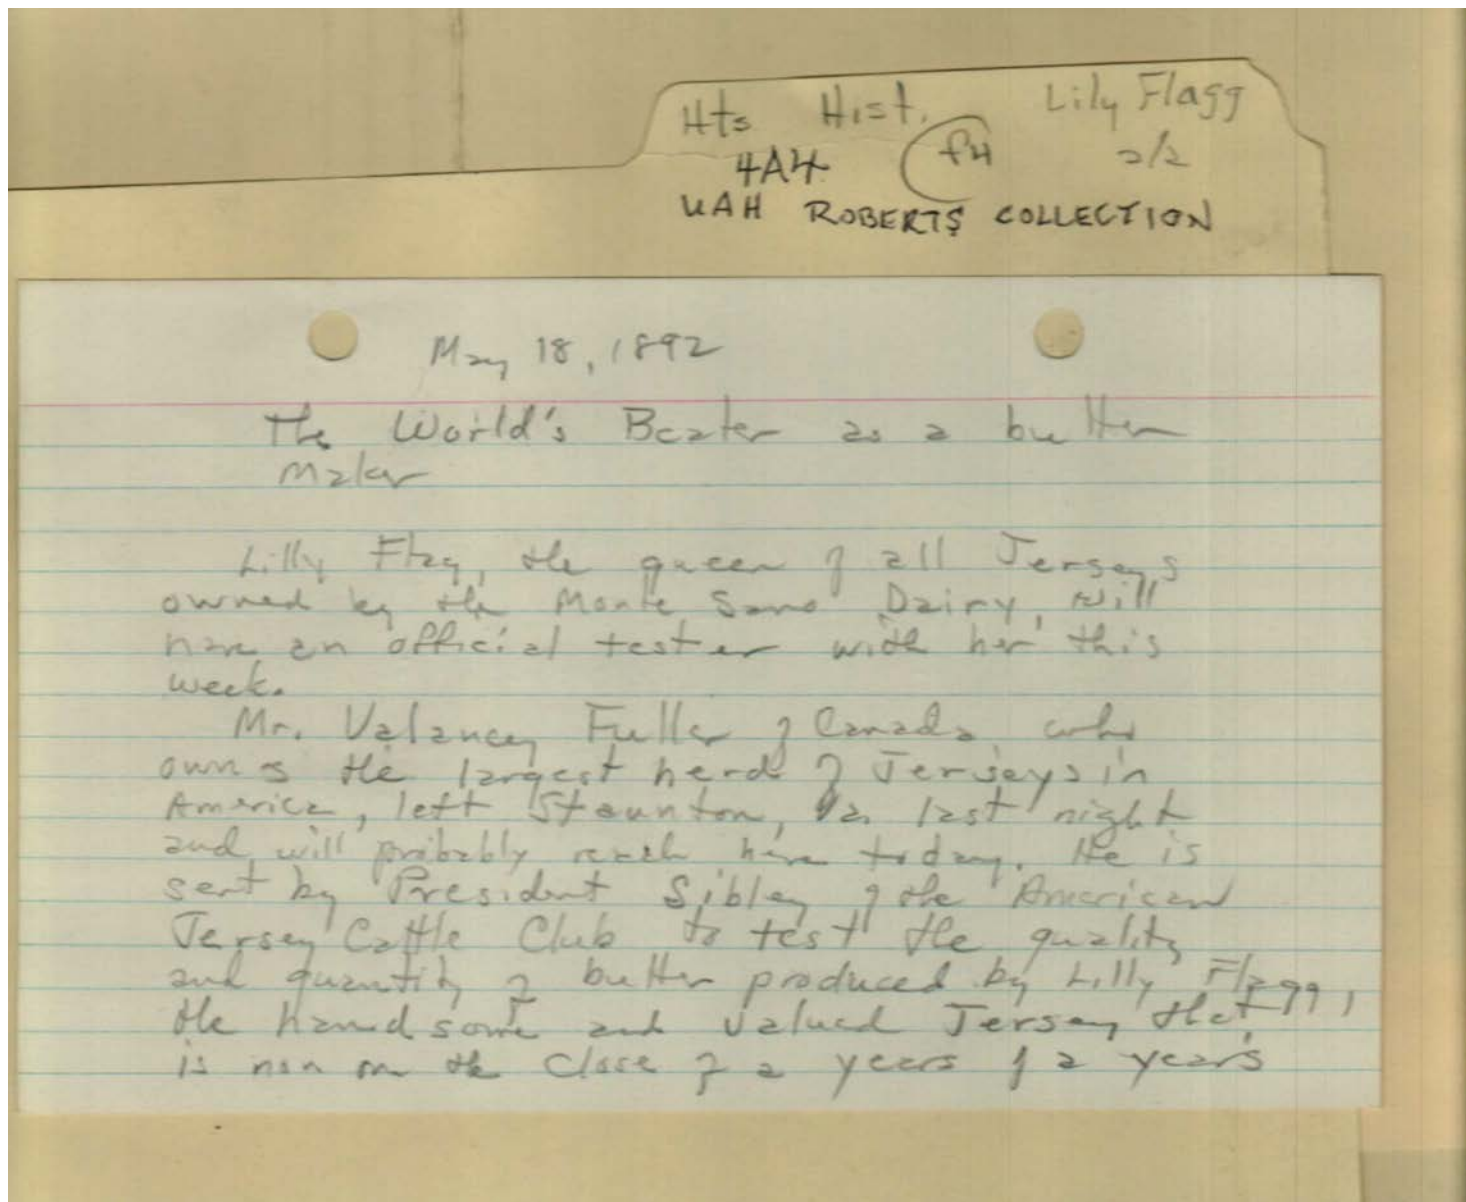 Hts Hist. Lily Flagg
4A4 f4 2/2
UAH ROBERTS COLLECTION
May 18, 1892
The World's Beater as a butter
maker
Lilly Flag, the queen of all Jerseys
owned by the Monte Sano Dairy, will
have an official tester with her this
week.
Mr. Valancey Fuller of Canada, who
owns the largest herd of Jerseys in
America, left Staunton, Va last night
and will probably reach here today. He is
sent by President Sibley of the American
Jersey Cattle Club to test the quality
and quantity of butter produced by Lilly Flagg,
the handsome and valued Jersey that
is now on the close of a years of a years